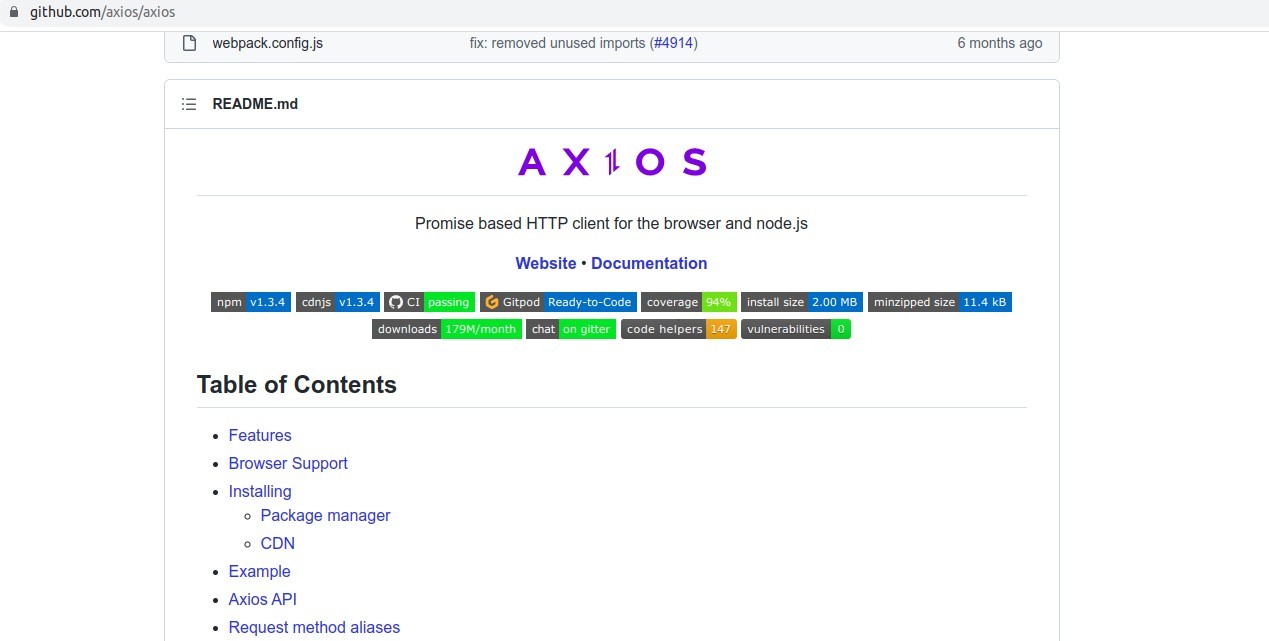 github.com/axios/axios
webpack.config.js fix: removed unused imports (#4914) 6 months ago
README.md
AXIOS
Promise based HTTP client for the browser and node.js
Website • Documentation
npm v1.3.4 cdnjs v1.3.4 CI passing Gitpod Ready-to-Code coverage 94% install size 2.00 MB minzipped size 11.4 kB
downloads 179M/month chat on gitter code helpers 147 vulnerabilities 0
Table of Contents
• Features
• Browser Support
• Installing
◦ Package manager
◦ CDN
• Example
• Axios API
• Request method aliases